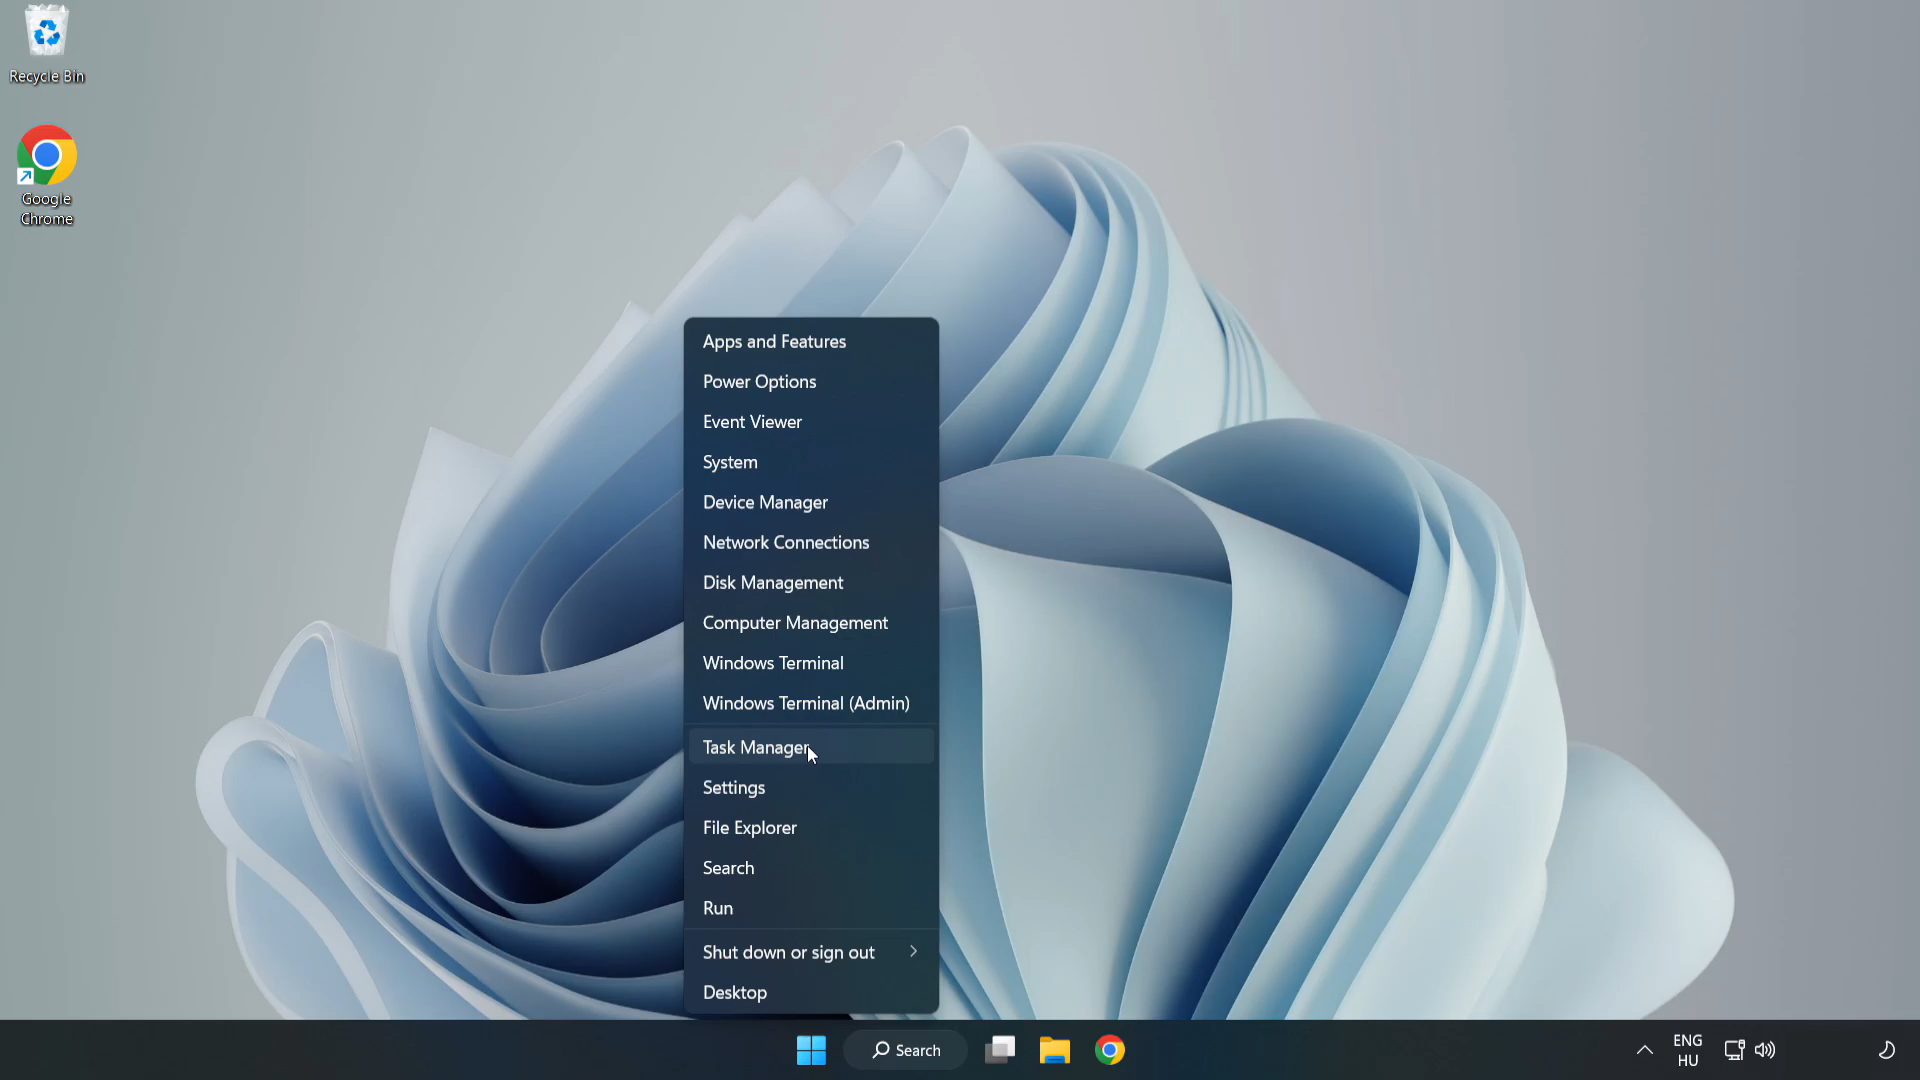 Recycle Bin
Google
Chrome
Apps and Features
Power Options
Event Viewer
System
Device Manager
Network Connections
Disk Management
Computer Management
Windows Terminal
Windows Terminal (Admin)
Task Manager
Settings
File Explorer
Search
Run
Shut down or sign out
Desktop
Search
ENG
HU